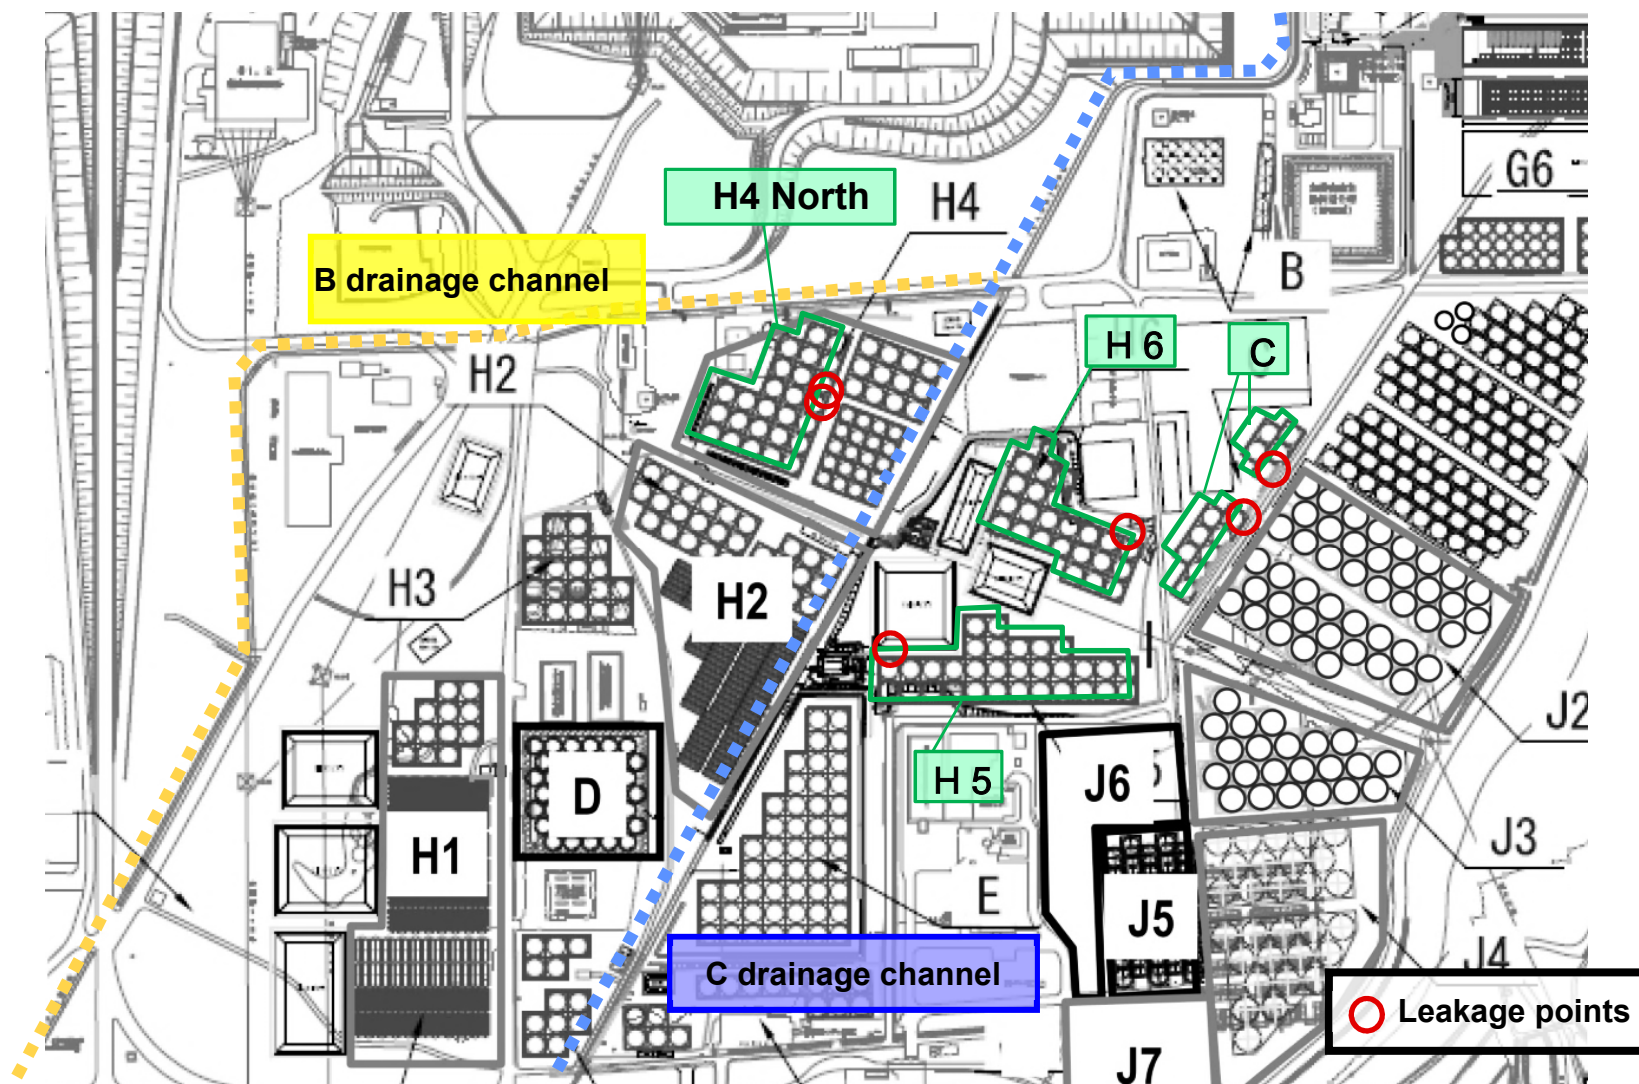 G6
H4 North
H4
B drainage channel
B
H2
H 6
C
H3
H2
J2
H 5
J6
D
J3
H1
E
J5
J4
C drainage channel
Leakage points
J7